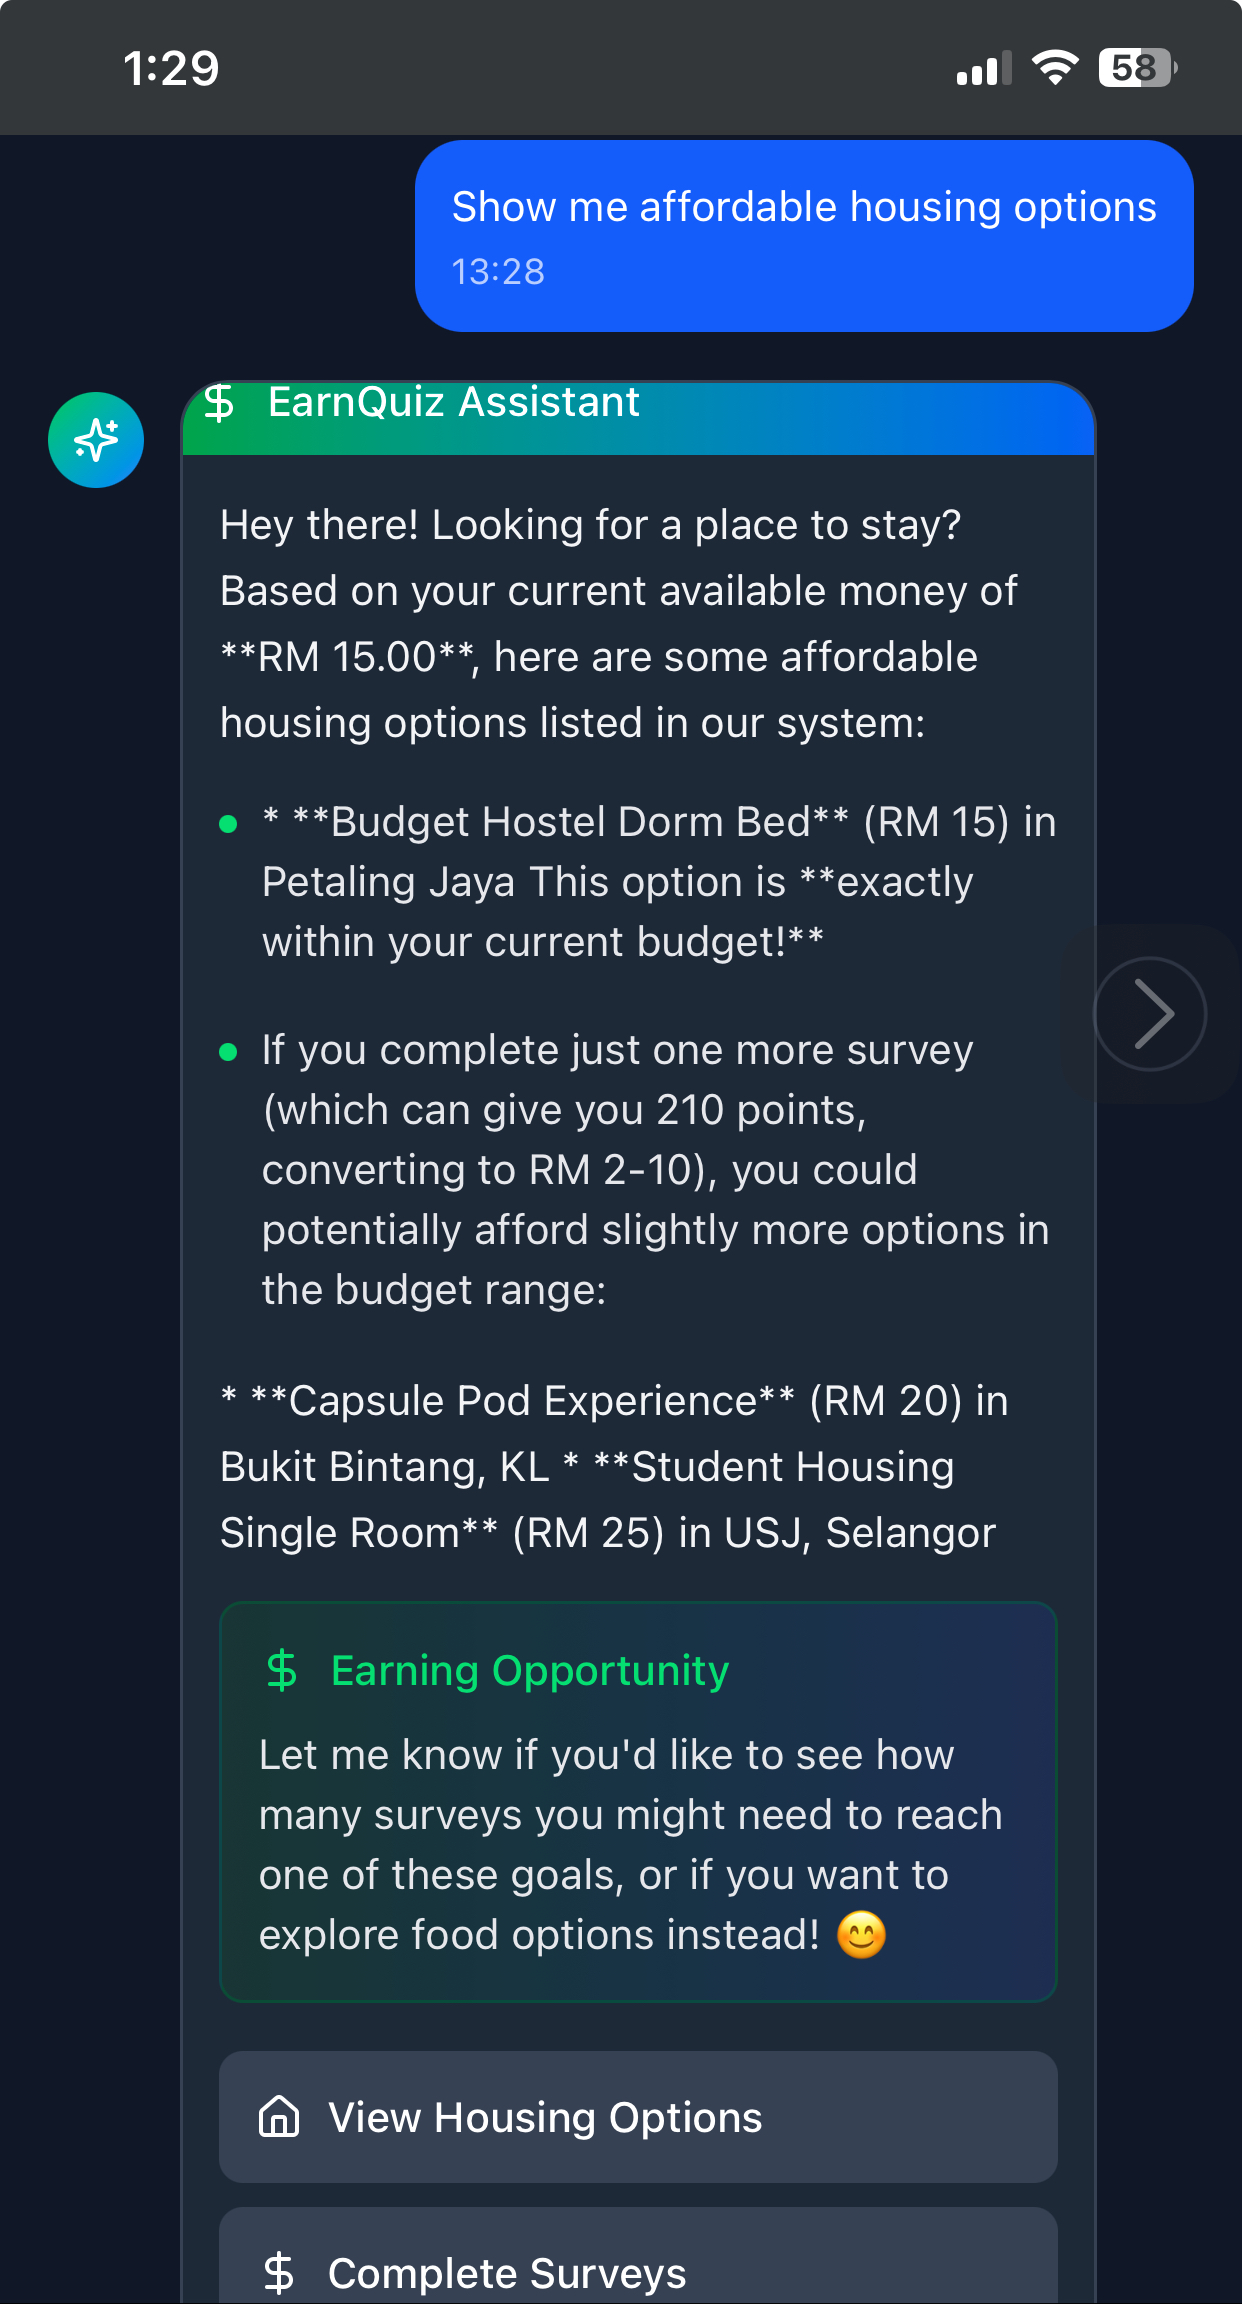 1:29
58
Show me affordable housing options
13:28
$ EarnQuiz Assistant
Hey there! Looking for a place to stay?
Based on your current available money of
**RM 15.00**, here are some affordable
housing options listed in our system:
* **Budget Hostel Dorm Bed** (RM 15) in
Petaling Jaya This option is **exactly
within your current budget!**
If you complete just one more survey
(which can give you 210 points,
converting to RM 2-10), you could
potentially afford slightly more options in
the budget range:
* **Capsule Pod Experience** (RM 20) in
Bukit Bintang, KL * **Student Housing
Single Room** (RM 25) in USJ, Selangor
$ Earning Opportunity
Let me know if you'd like to see how
many surveys you might need to reach
one of these goals, or if you want to
explore food options instead! 😊
View Housing Options
$ Complete Surveys